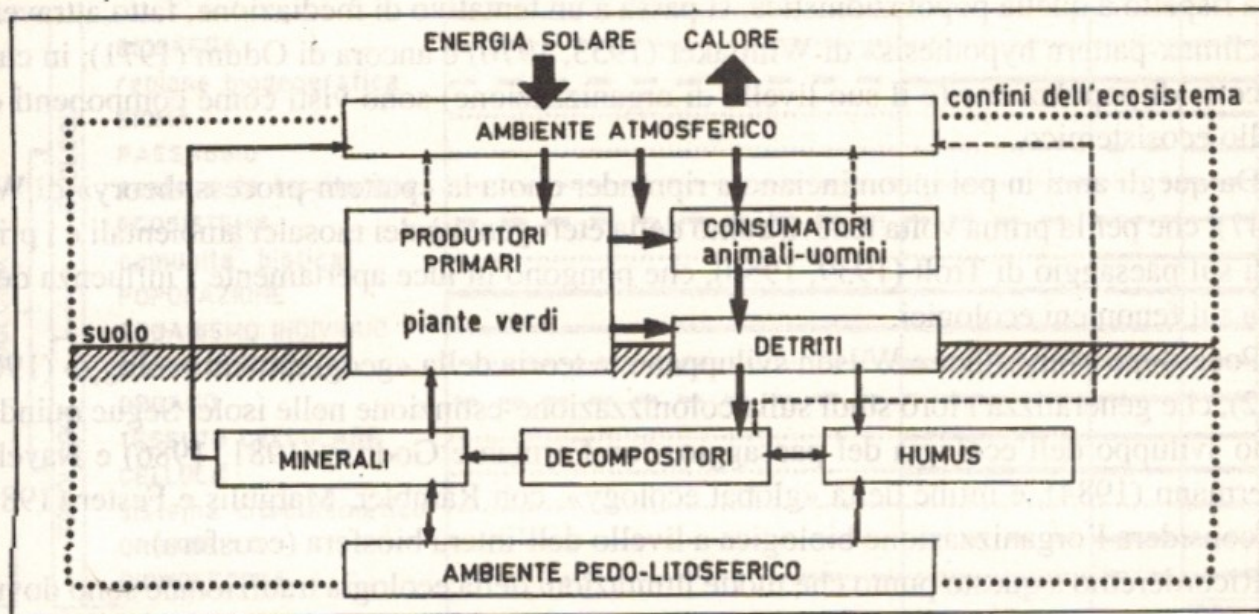 ENERGIA SOLARE CALORE
confini dell'ecosistema
AMBIENTE ATMOSFERICO
PRODUTTORI
PRIMARI
piante verdi
CONSUMATORI
animali-uomini
suolo
DETRITI
MINERALI
DECOMPOSITORI
HUMUS
AMBIENTE PEDO-LITOSFERICO